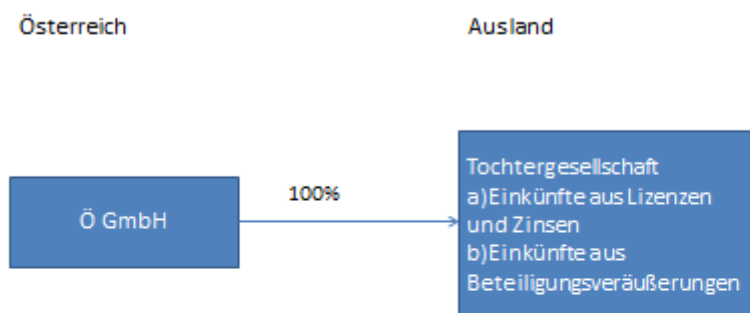 Österreich
Ausland
Ö GmbH
100%
Tochtergesellschaft
a)Einkünfte aus Lizenzen
und Zinsen
b)Einkünfte aus
Beteiligungsveräußerungen